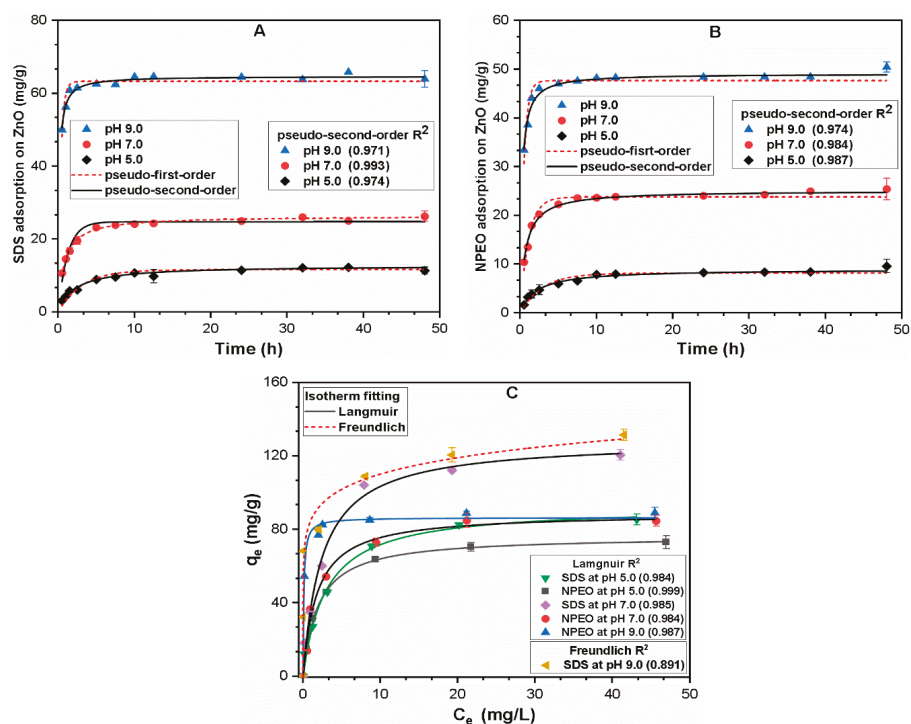 A
SDS adsorption on ZnO (mg/g)
80
60
40
20
0
pH 9.0
pH 7.0
pH 5.0
pseudo-first-order
pseudo-second-order
pseudo-second-order R²
pH 9.0 (0.971)
pH 7.0 (0.993)
pH 5.0 (0.974)
0 10 20 30 40 50
Time (h)
B
NPEO adsorption on ZnO (mg/g)
60
50
40
30
20
10
0
pH 9.0
pH 7.0
pH 5.0
pseudo-fisrt-order
pseudo-second-order
pseudo-second-order R²
pH 9.0 (0.974)
pH 7.0 (0.984)
pH 5.0 (0.987)
0 10 20 30 40 50
Time (h)
C
qe (mg/g)
160
120
80
40
0
Isotherm fitting
Langmuir
Freundlich
Lamgnuir R²
SDS at pH 5.0 (0.984)
NPEO at pH 5.0 (0.999)
SDS at pH 7.0 (0.985)
NPEO at pH 7.0 (0.984)
NPEO at pH 9.0 (0.987)
Freundlich R²
SDS at pH 9.0 (0.891)
0 10 20 30 40 50
Ce (mg/L)